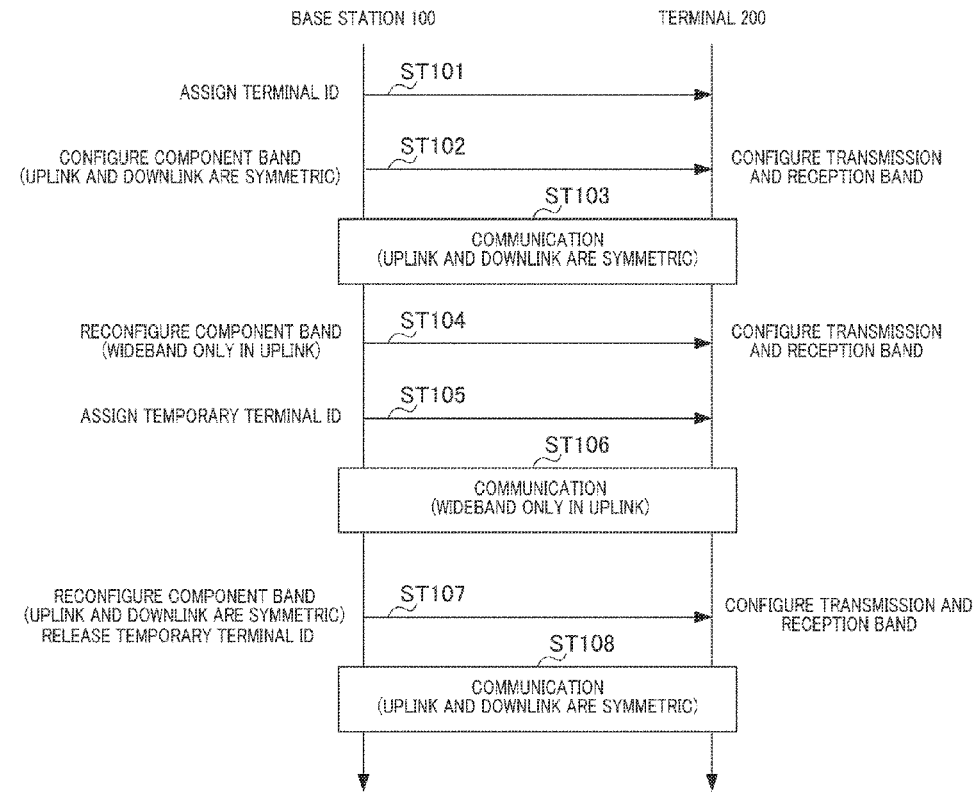 BASE STATION 100
TERMINAL 200
ST101
ASSIGN TERMINAL ID
ST102
CONFIGURE COMPONENT BAND
(UPLINK AND DOWNLINK ARE SYMMETRIC)
CONFIGURE TRANSMISSION
AND RECEPTION BAND
ST103
COMMUNICATION
(UPLINK AND DOWNLINK ARE SYMMETRIC)
ST104
RECONFIGURE COMPONENT BAND
(WIDEBAND ONLY IN UPLINK)
CONFIGURE TRANSMISSION
AND RECEPTION BAND
ST105
ASSIGN TEMPORARY TERMINAL ID
ST106
COMMUNICATION
(WIDEBAND ONLY IN UPLINK)
ST107
RECONFIGURE COMPONENT BAND
(UPLINK AND DOWNLINK ARE SYMMETRIC)
RELEASE TEMPORARY TERMINAL ID
CONFIGURE TRANSMISSION AND
RECEPTION BAND
ST108
COMMUNICATION
(UPLINK AND DOWNLINK ARE SYMMETRIC)